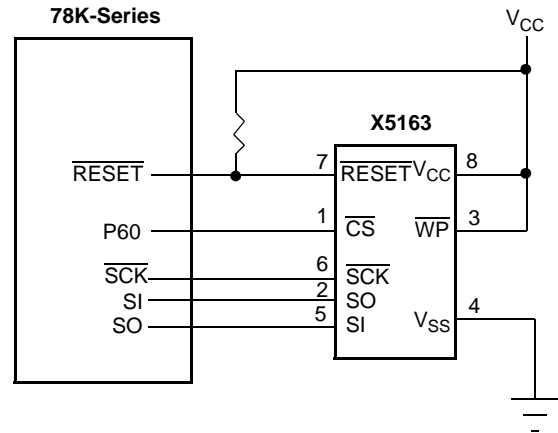 78K-Series
VCC
X5163
RESET 7 RESET VCC 8
P60 1 CS WP 3
SCK 6 SCK
SI 2 SO VSS 4
SO 5 SI